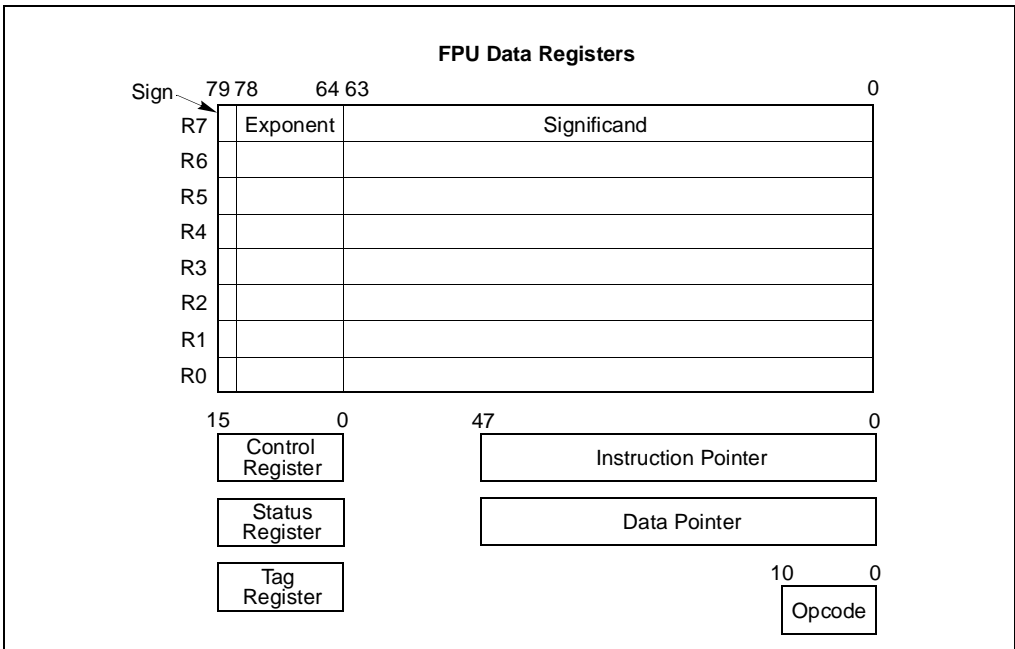 FPU Data Registers
Sign 79 78 64 63 0
R7 Exponent Significand
R6
R5
R4
R3
R2
R1
R0
15 0 47 0
Control
Register
Instruction Pointer
Status
Register
Data Pointer
10 0
Tag
Register
Opcode